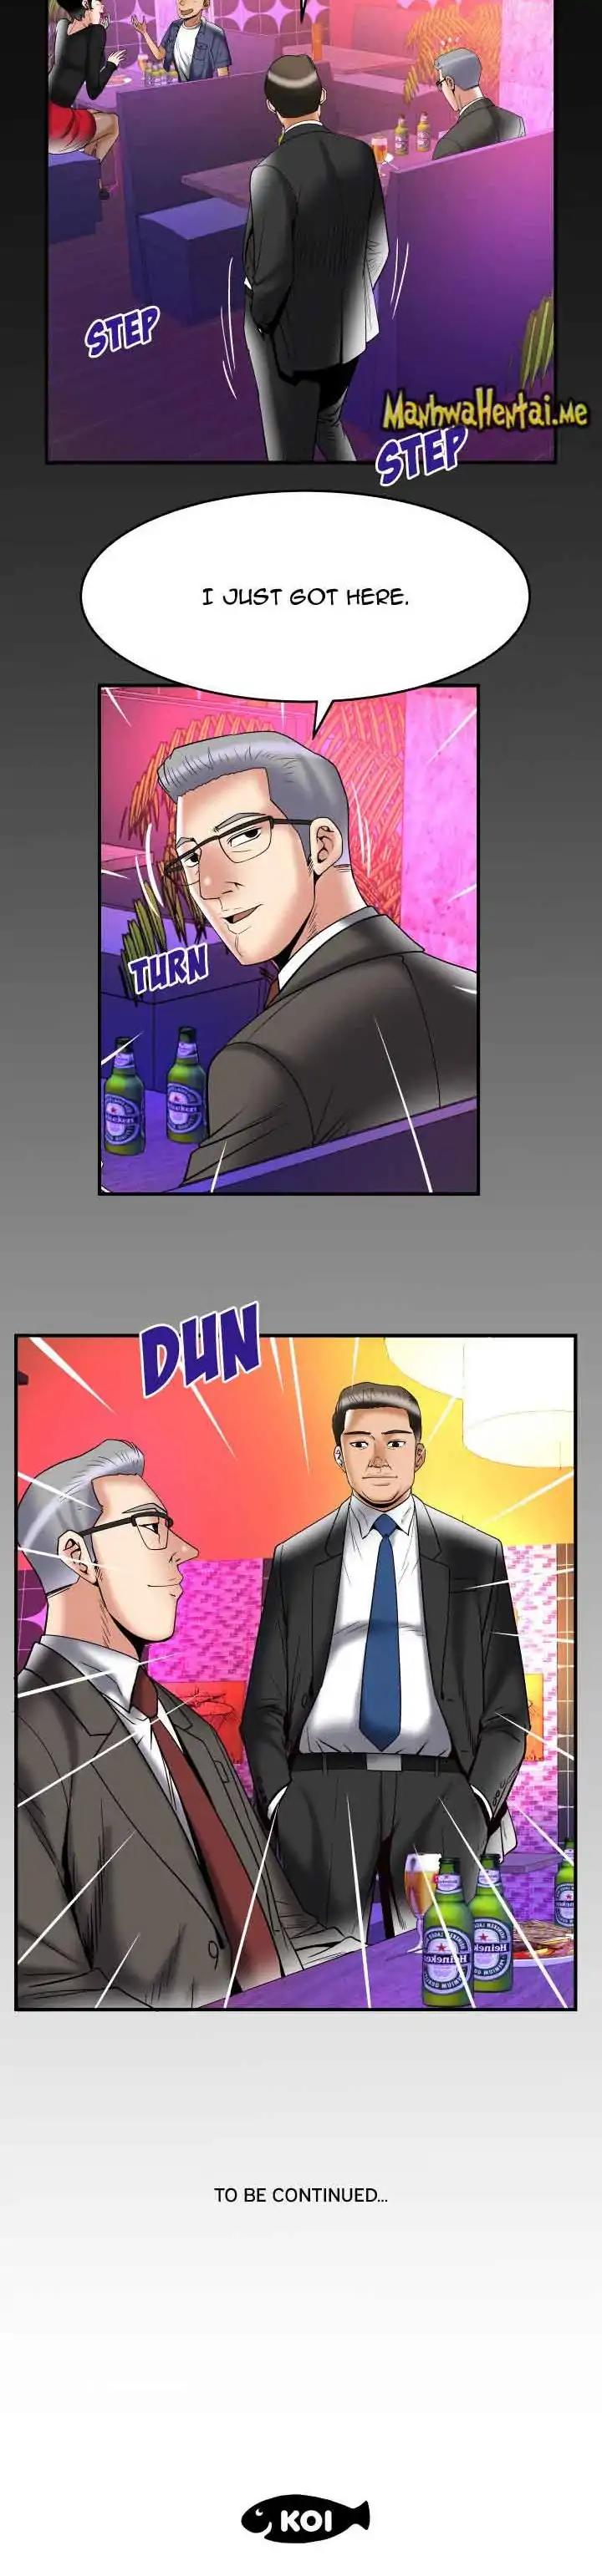 STEP
ManhwaHentai.me
STEP
I JUST GOT HERE.
TURN
Heineken
Heineken
DUN
Heineken
Heineken
TO BE CONTINUED...
KOI